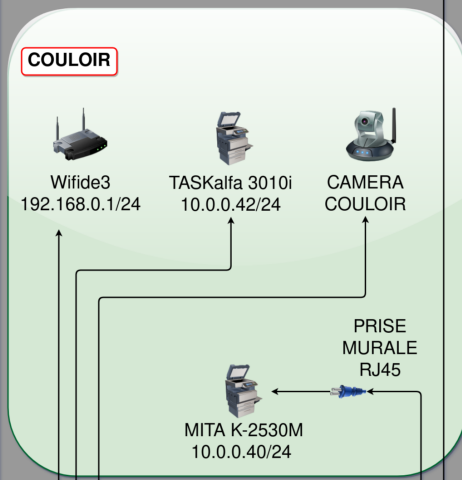 COULOIR
Wifide3
192.168.0.1/24
TASKalfa 3010i
10.0.0.42/24
CAMERA
COULOIR
PRISE
MURALE
RJ45
MITA K-2530M
10.0.0.40/24